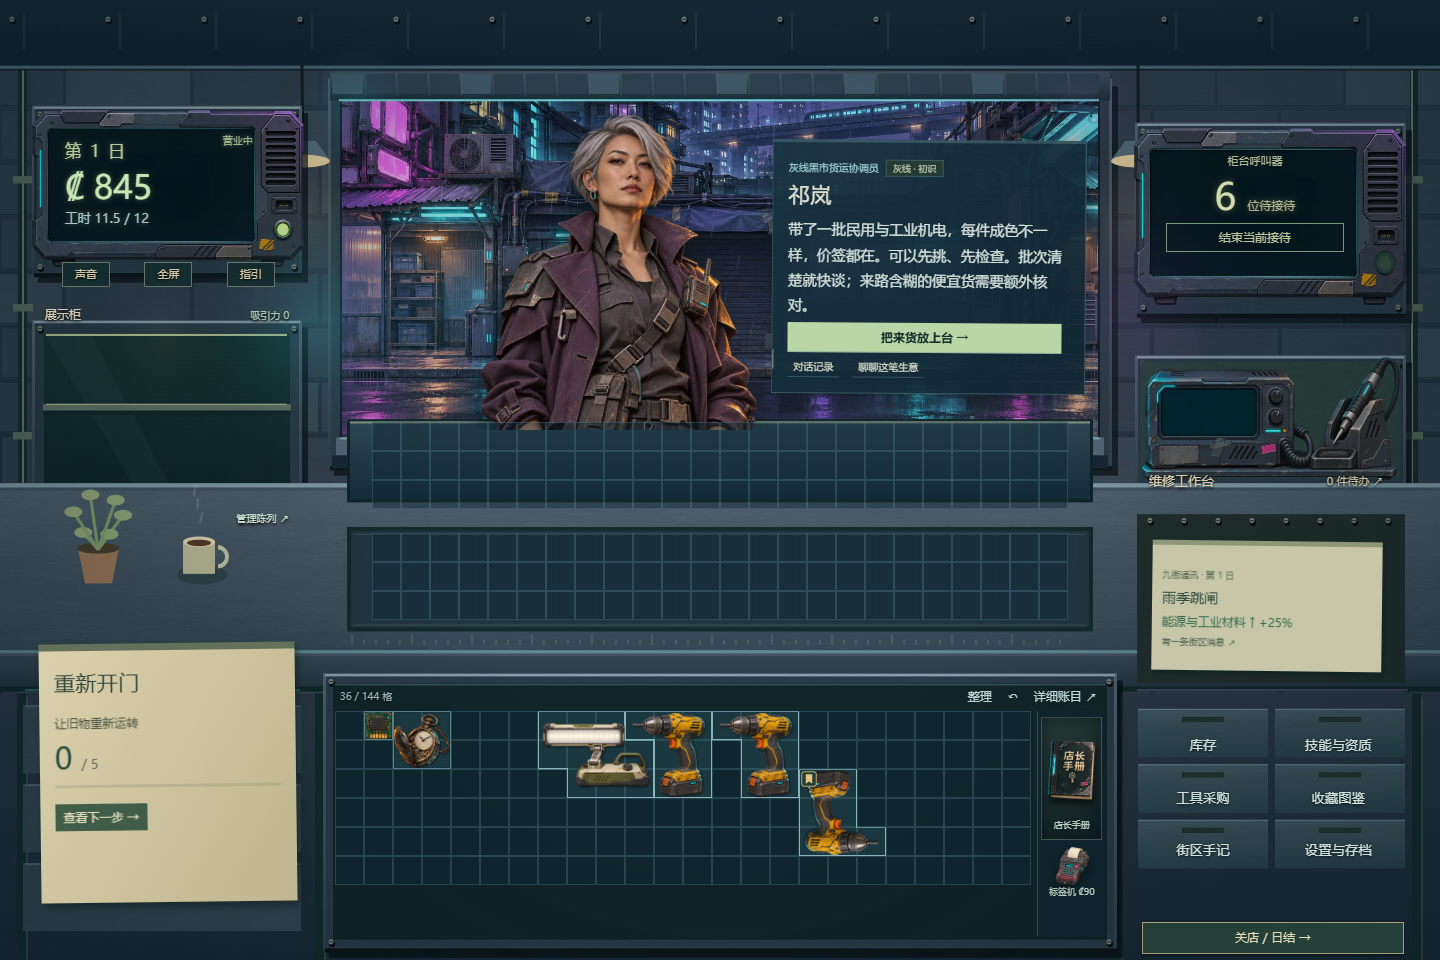 第 1 日
营业中
₡ 845
工时 11.5 / 12
声音
全屏
指引
展示柜
吸引力 0
管理陈列 ↗
灰线黑市货运协调员
灰线 · 初识
祁岚
带了一批民用与工业机电，每件成色不一
样，价签都在。可以先挑、先检查。批次清
楚就快谈；来路含糊的便宜货需要额外核
对。
把来货放上台 →
对话记录
聊聊这笔生意
柜台呼叫器
6 位待接待
结束当前接待
维修工作台
0 件待办 ↗
九街通讯 · 第 1 日
雨季跳闸
能源与工业材料 ↑ +25%
有一条街区消息 ↗
重新开门
让旧物重新运转
0 / 5
查看下一步 →
36 / 144 格
整理
↶
详细账目 ↗
店长
手册
店长手册
标签机 ₡90
库存
技能与资质
工具采购
收藏图鉴
街区手记
设置与存档
关店 / 日结 →